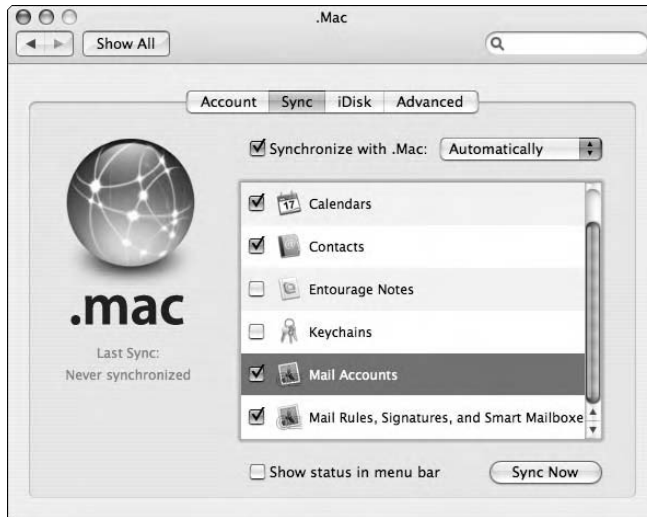 .Mac
Show All
Account Sync iDisk Advanced
Synchronize with .Mac: Automatically
17 Calendars
Contacts
Entourage Notes
Keychains
Mail Accounts
Mail Rules, Signatures, and Smart Mailboxe
.mac
Last Sync:
Never synchronized
Show status in menu bar Sync Now